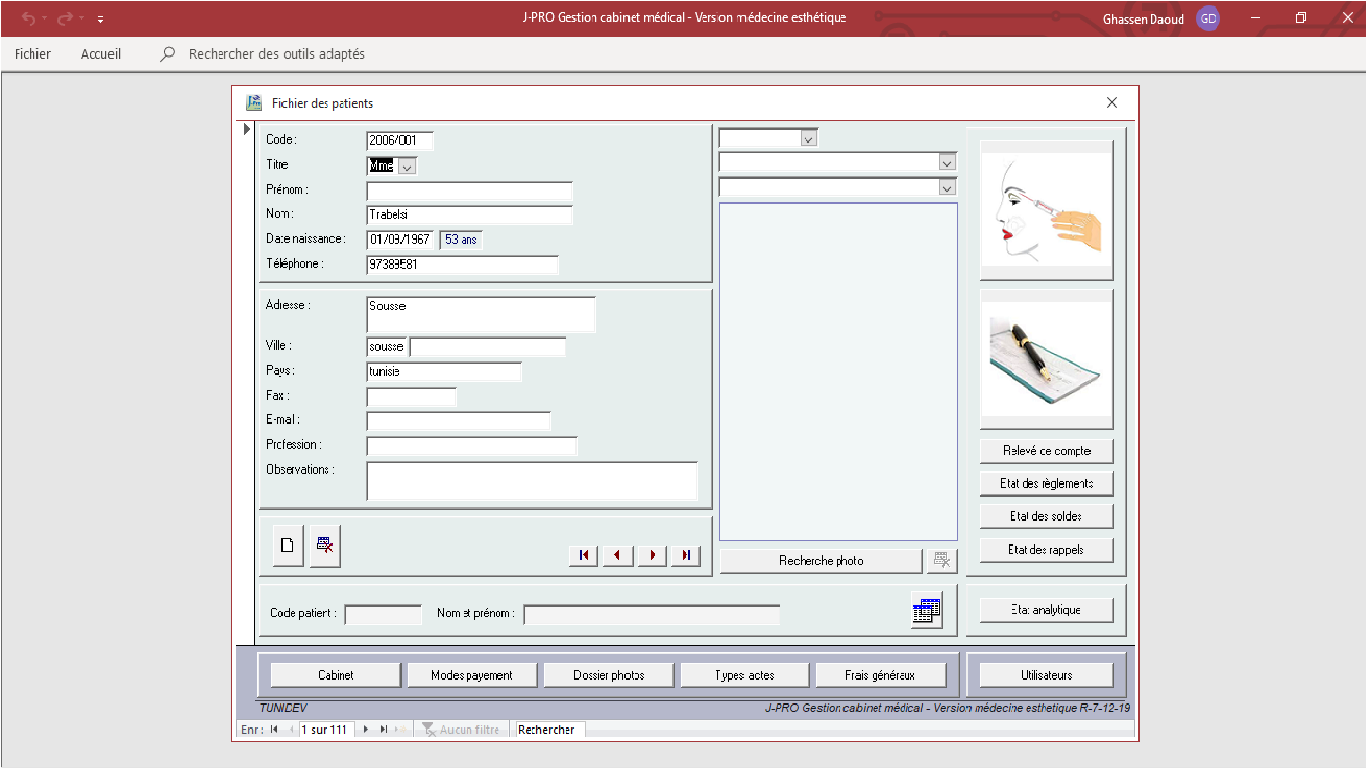 J-PRO Gestion cabinet médical - Version médecine esthétique
Ghassen Daoud GD
Fichier Accueil Rechercher des outils adaptés
Fichier des patients
Code : 2006/001
Titre Mme
Prénom :
Nom : Trabelsi
Date naissance : 01/09/1967 53 ans
Téléphone :
Adresse : Sousse
Ville : sousse
Pays : tunisie
Fax :
E-mail :
Profession :
Observations :
Recherche photo
Relevé de compte
Etat des règlements
Etat des soldes
Etat des rappels
Code patient : Nom et prénom :
Etat analytique
Cabinet Modes payement Dossier photos Types actes Frais généraux Utilisateurs
TUNIDEV J-PRO Gestion cabinet médical - Version médecine esthetique R-7-12-19
Enr : 1 sur 111 Aucun filtre Rechercher